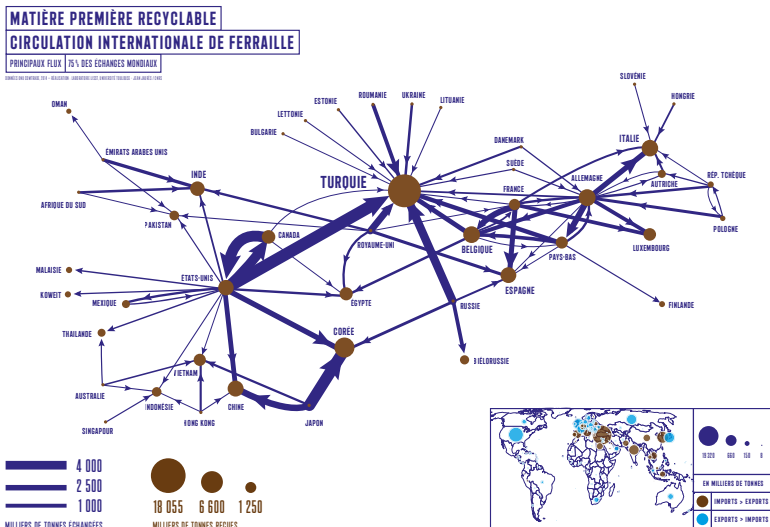 MATIÈRE PREMIÈRE RECYCLABLE
CIRCULATION INTERNATIONALE DE FERRAILLE
PRINCIPAUX FLUX 75% DES ÉCHANGES MONDIAUX
SLOVÉNIE
HONGRIE
ROUMANIE
UKRAINE
LITUANIE
ESTONIE
OMAN
LETTONIE
BULGARIE
DANEMARK
ITALIE
ÉMIRATS ARABES UNIS
SUÈDE
INDE
TURQUIE
FRANCE
ALLEMAGNE
RÉP. TCHÈQUE
AUTRICHE
AFRIQUE DU SUD
PAKISTAN
CANADA
ROYAUME-UNI
BELGIQUE
PAYS-BAS
LUXEMBOURG
POLOGNE
MALAISIE
ÉTATS-UNIS
KOWEIT
MEXIQUE
ÉGYPTE
ESPAGNE
RUSSIE
FINLANDE
THAILANDE
CORÉE
BIÉLORUSSIE
VIETNAM
AUSTRALIE
INDONÉSIE
CHINE
HONG KONG
JAPON
SINGAPOUR
4 000
2 500
1 000
MILLIERS DE TONNES ÉCHANGÉES
18 055 6 600 1 250
MILLIERS DE TONNES REÇUES
EN MILLIERS DE TONNES
IMPORTS > EXPORTS
EXPORTS > IMPORTS